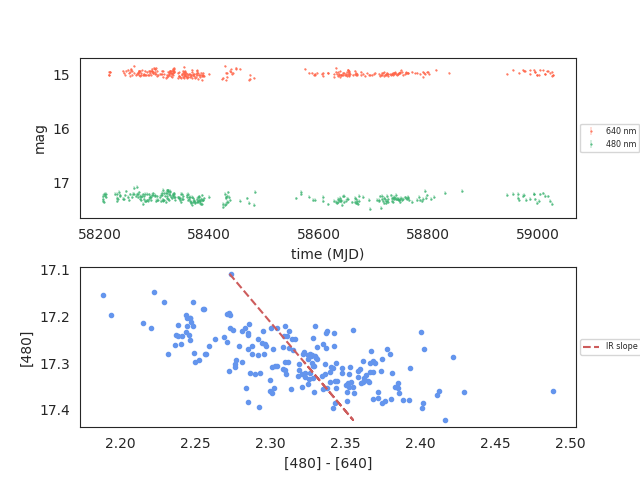 15
16
17
mag
58200 58400 58600 58800 59000
time (MJD)
640 nm
480 nm
17.1
17.2
17.3
17.4
[480]
IR slope
2.20 2.25 2.30 2.35 2.40 2.45 2.50
[480] - [640]